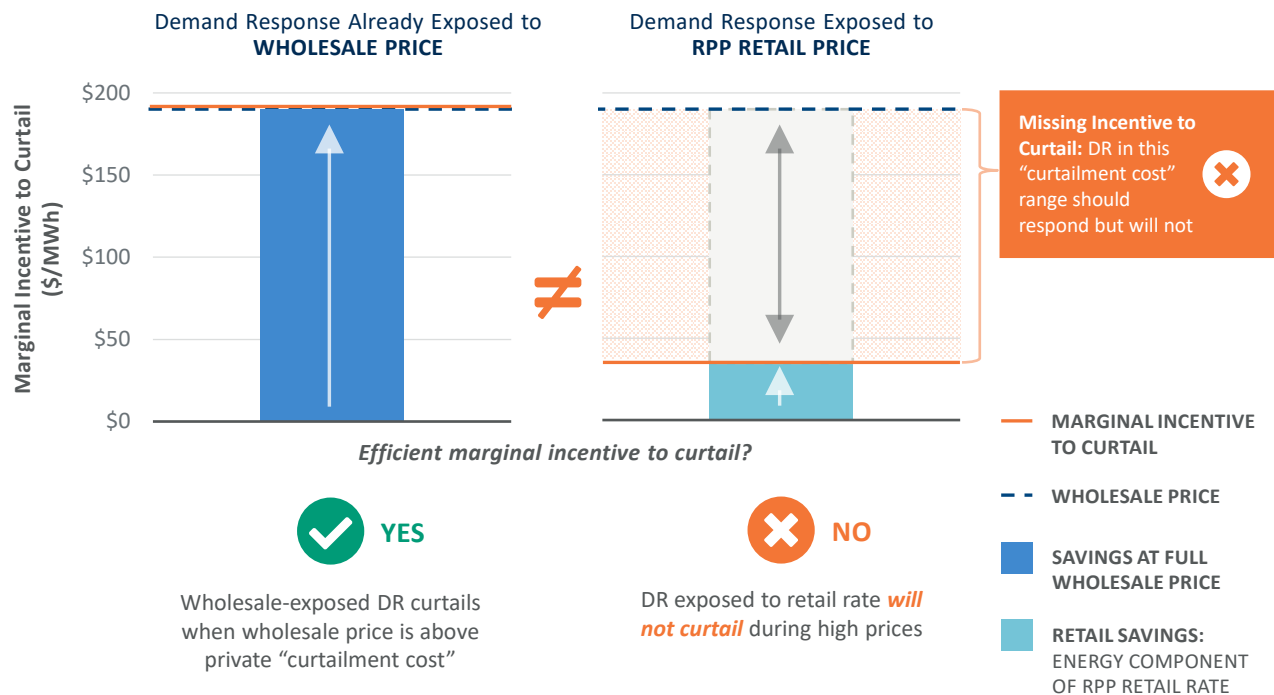 Demand Response Already Exposed to
WHOLESALE PRICE
Demand Response Exposed to
RPP RETAIL PRICE
Marginal Incentive to Curtail
($/MWh)
$200
$150
$100
$50
$0
≠
Missing Incentive to
Curtail: DR in this
“curtailment cost”
range should
respond but will not
Efficient marginal incentive to curtail?
YES
Wholesale-exposed DR curtails
when wholesale price is above
private “curtailment cost”
NO
DR exposed to retail rate will
not curtail during high prices
MARGINAL INCENTIVE
TO CURTAIL
WHOLESALE PRICE
SAVINGS AT FULL
WHOLESALE PRICE
RETAIL SAVINGS:
ENERGY COMPONENT
OF RPP RETAIL RATE